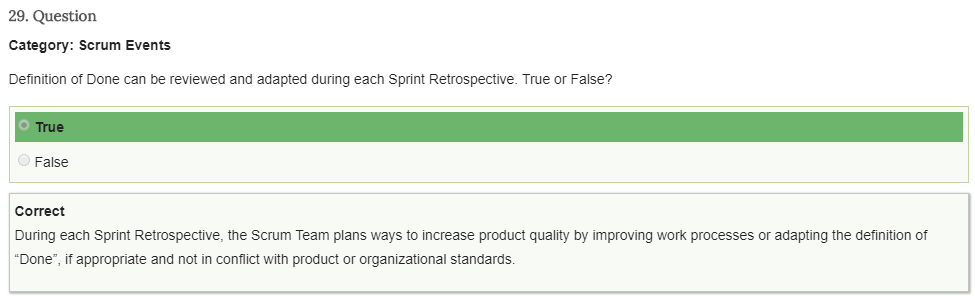 29. Question
Category: Scrum Events
Definition of Done can be reviewed and adapted during each Sprint Retrospective. True or False?
True
False
Correct
During each Sprint Retrospective, the Scrum Team plans ways to increase product quality by improving work processes or adapting the definition of
“Done”, if appropriate and not in conflict with product or organizational standards.